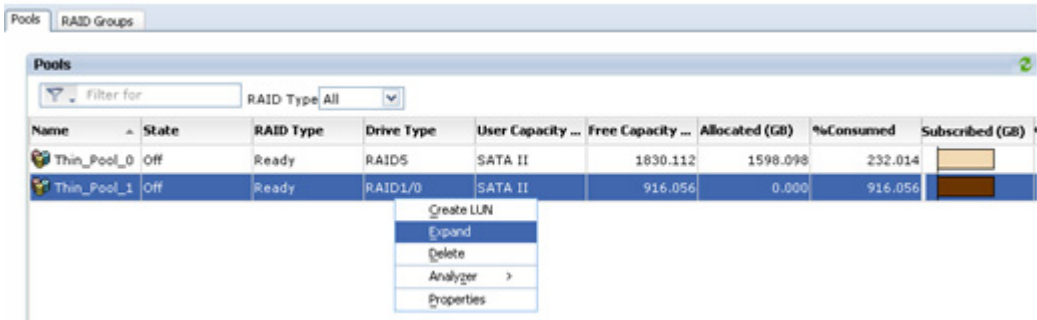 Pools RAID Groups
Pools
Filter for RAID Type All
Name State RAID Type Drive Type User Capacity ... Free Capacity ... Allocated (GB) %Consumed Subscribed (GB)
Thin_Pool_0 Off Ready RAID5 SATA II 1830.112 1598.098 232.014
Thin_Pool_1 Off Ready RAID1/0 SATA II 916.056 0.000 916.056
Create LUN
Expand
Delete
Analyzer >
Properties